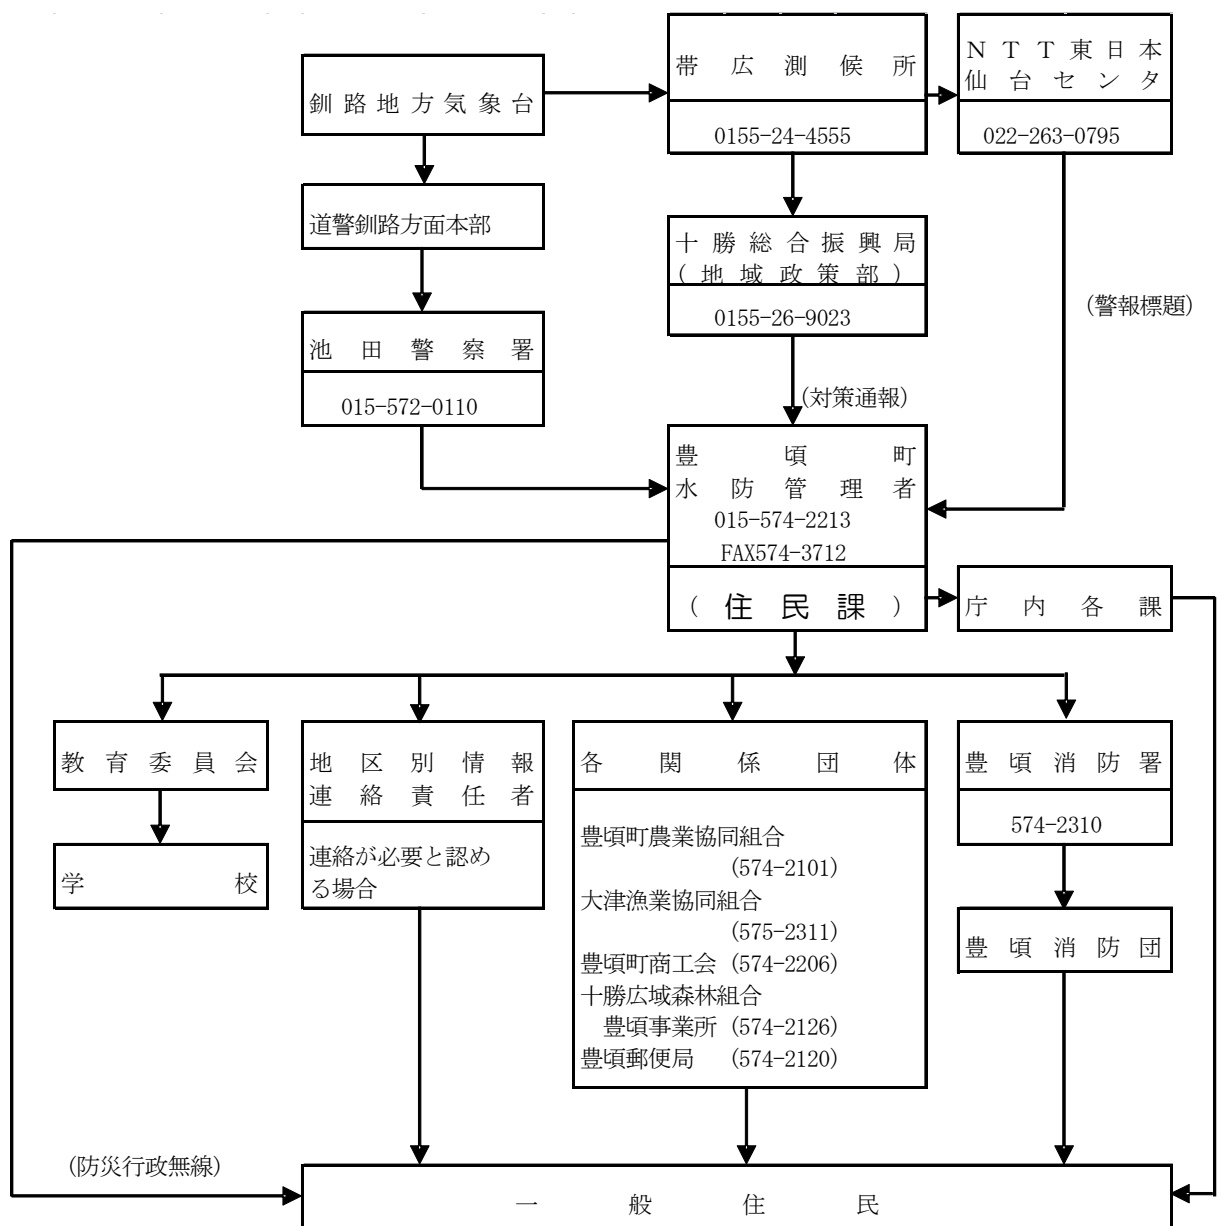 釧路地方気象台
帯広測候所
0155-24-4555
NTT東日本
仙台センタ
022-263-0795
道警釧路方面本部
十勝総合振興局
(地域政策部)
0155-26-9023
(警報標題)
池田警察署
015-572-0110
(対策通報)
豊頃町
水防管理者
015-574-2213
FAX574-3712
(住民課)
庁内各課
教育委員会
学校
地区別情報
連絡責任者
連絡が必要と認め
る場合
各関係団体
豊頃町農業協同組合
(574-2101)
大津漁業協同組合
(575-2311)
豊頃町商工会 (574-2206)
十勝広域森林組合
豊頃事業所 (574-2126)
豊頃郵便局 (574-2120)
豊頃消防署
574-2310
豊頃消防団
(防災行政無線)
一般住民